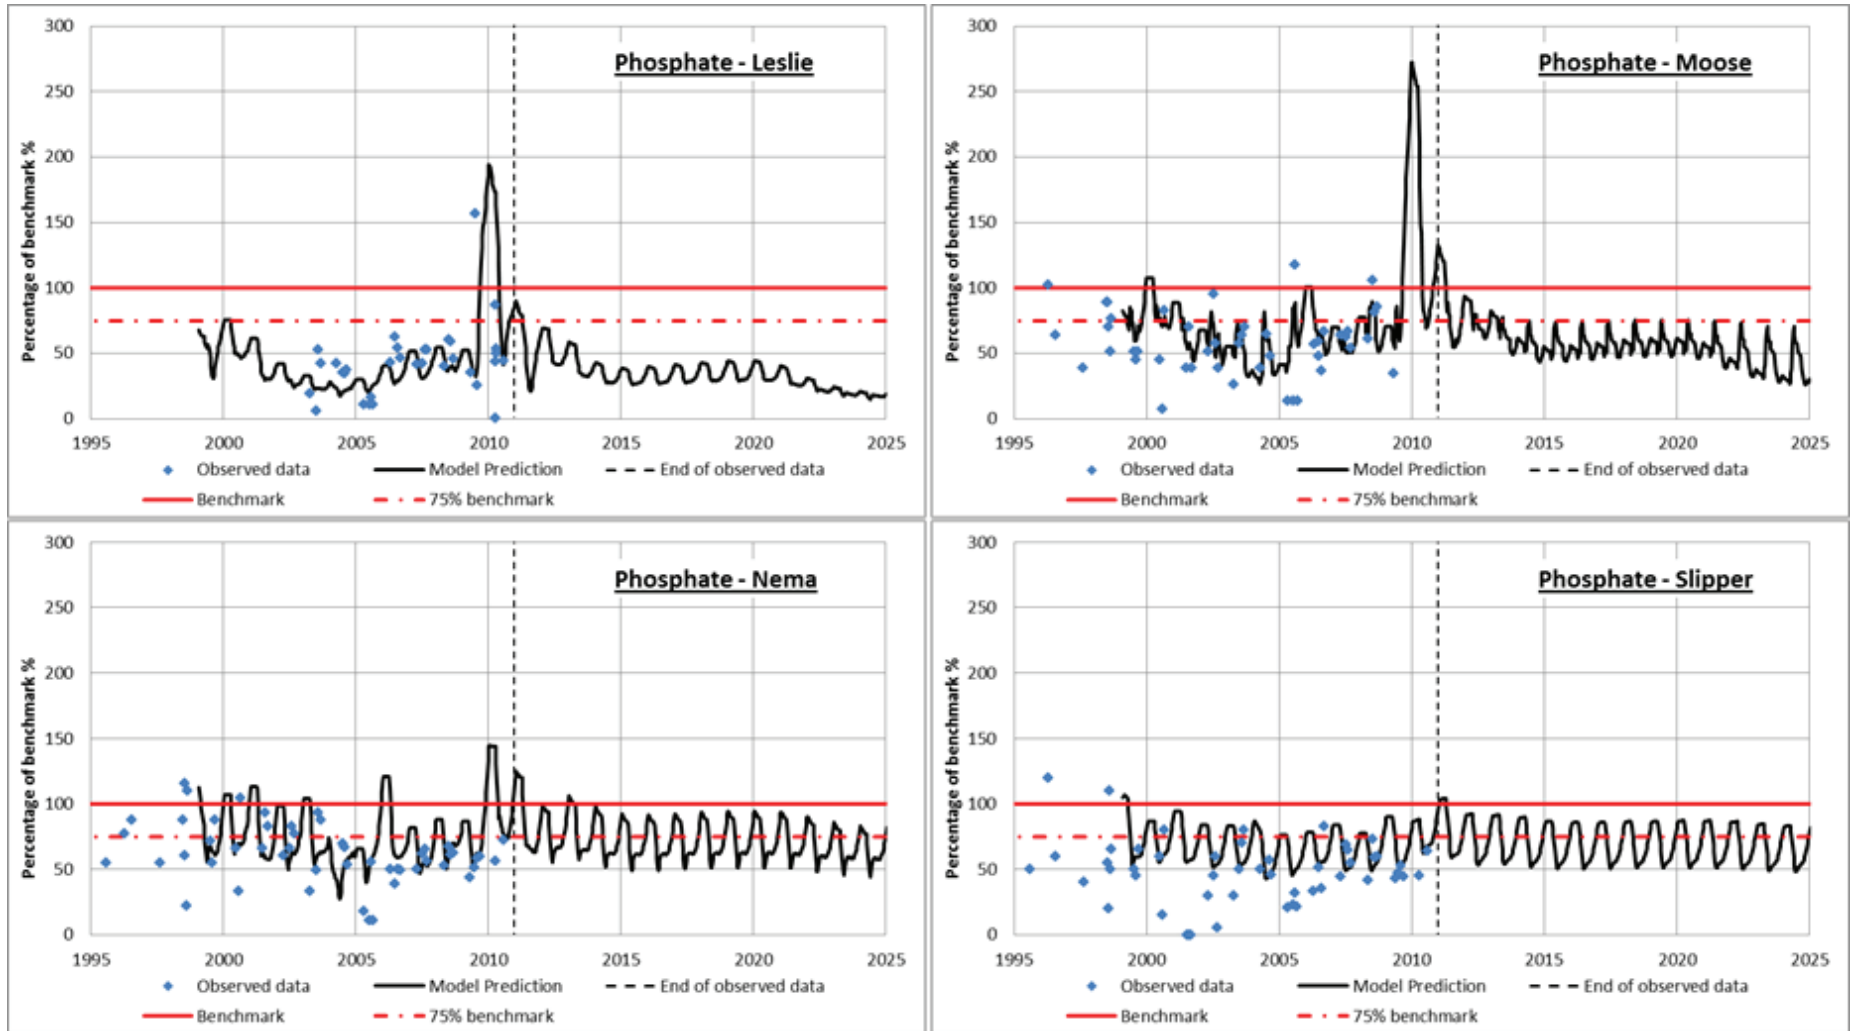 Phosphate - Leslie
Percentage of benchmark %
300
250
200
150
100
50
0
1995 2000 2005 2010 2015 2020 2025
Observed data Model Prediction End of observed data
Benchmark 75% benchmark
Phosphate - Moose
Percentage of benchmark %
300
250
200
150
100
50
0
1995 2000 2005 2010 2015 2020 2025
Observed data Model Prediction End of observed data
Benchmark 75% benchmark
Phosphate - Nema
Percentage of benchmark %
300
250
200
150
100
50
0
1995 2000 2005 2010 2015 2020 2025
Observed data Model Prediction End of observed data
Benchmark 75% benchmark
Phosphate - Slipper
Percentage of benchmark %
300
250
200
150
100
50
0
1995 2000 2005 2010 2015 2020 2025
Observed data Model Prediction End of observed data
Benchmark 75% benchmark